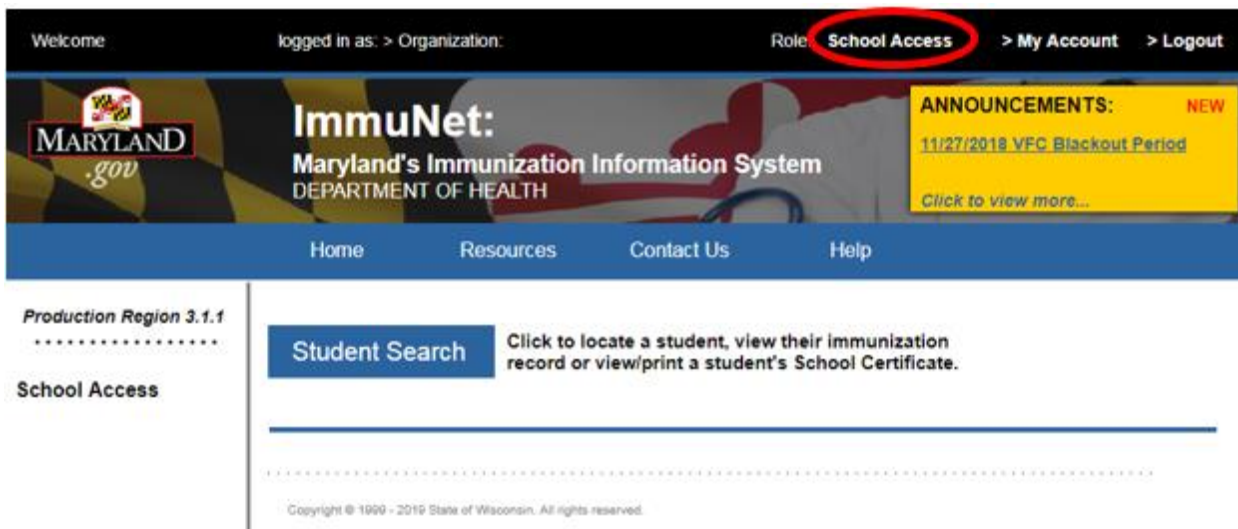 Welcome logged in as: > Organization: Role: School Access > My Account > Logout
MARYLAND
.gov
ImmuNet:
Maryland's Immunization Information System
DEPARTMENT OF HEALTH
ANNOUNCEMENTS: NEW
11/27/2018 VFC Blackout Period
Click to view more...
Home Resources Contact Us Help
Production Region 3.1.1
School Access
Student Search
Click to locate a student, view their immunization
record or view/print a student's School Certificate.
Copyright © 1999 - 2019 State of Wisconsin. All rights reserved.